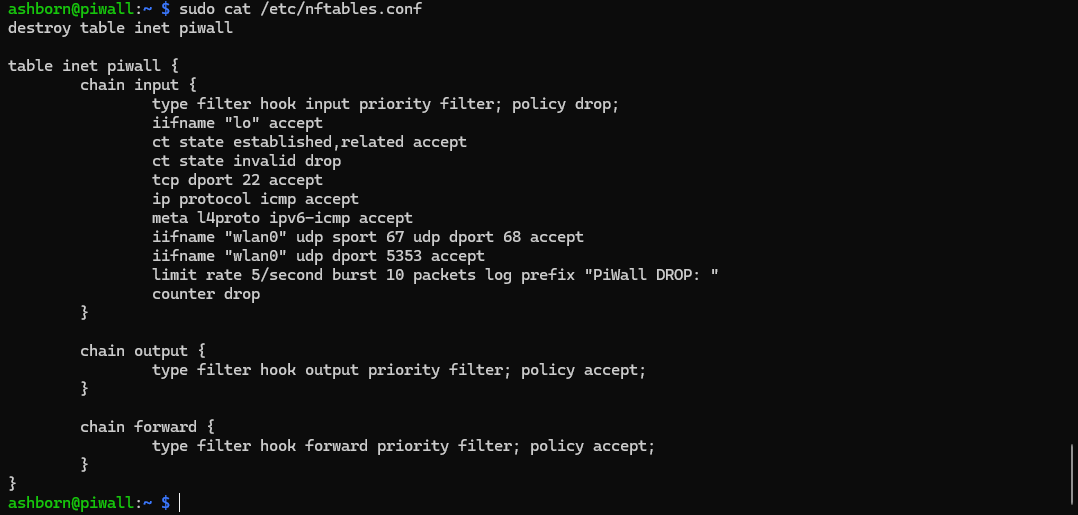 ashborn@piwall:~ $ sudo cat /etc/nftables.conf
destroy table inet piwall

table inet piwall {
        chain input {
                type filter hook input priority filter; policy drop;
                iifname "lo" accept
                ct state established,related accept
                ct state invalid drop
                tcp dport 22 accept
                ip protocol icmp accept
                meta l4proto ipv6-icmp accept
                iifname "wlan0" udp sport 67 udp dport 68 accept
                iifname "wlan0" udp dport 5353 accept
                limit rate 5/second burst 10 packets log prefix "PiWall DROP: "
                counter drop
        }

        chain output {
                type filter hook output priority filter; policy accept;
        }

        chain forward {
                type filter hook forward priority filter; policy accept;
        }
}
ashborn@piwall:~ $